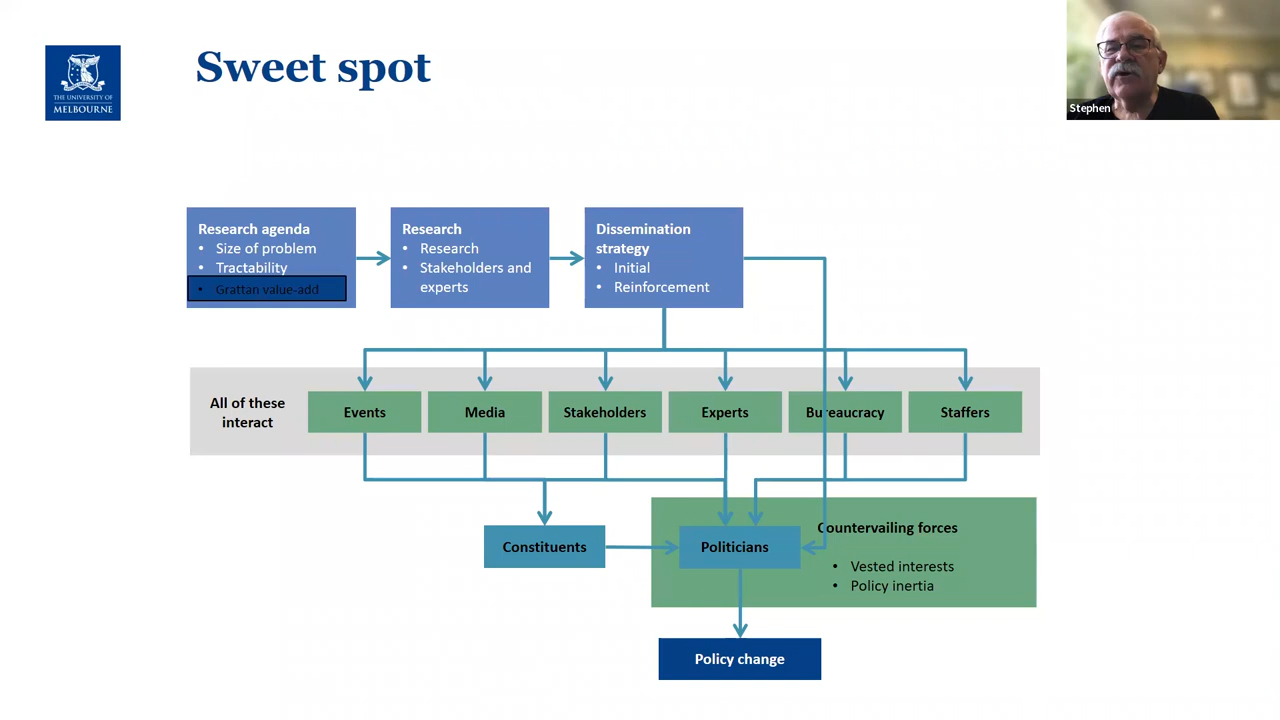 THE UNIVERSITY OF
MELBOURNE
Sweet spot
Stephen
Research agenda
• Size of problem
• Tractability
• Grattan value-add
Research
• Research
• Stakeholders and
experts
Dissemination
strategy
• Initial
• Reinforcement
All of these
interact
Events
Media
Stakeholders
Experts
Bureaucracy
Staffers
Constituents
Politicians
Countervailing forces
• Vested interests
• Policy inertia
Policy change